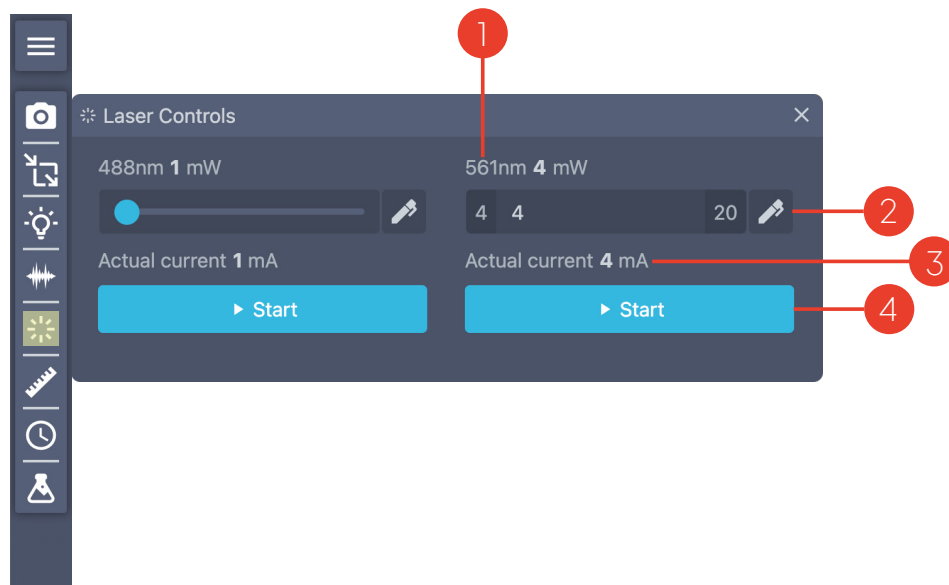 1
Laser Controls
488nm 1 mW
561nm 4 mW
4 4 20
2
Actual current 1 mA
Actual current 4 mA
3
Start
Start
4